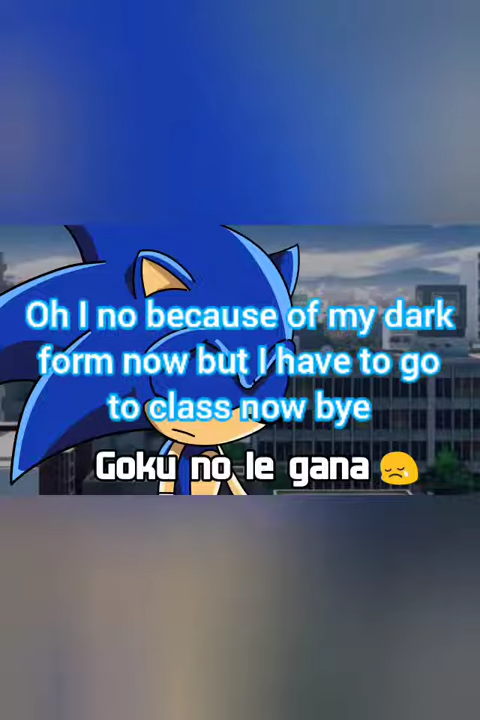 Oh I no because of my dark
form now but I have to go
to class now bye
Goku no le gana 😢